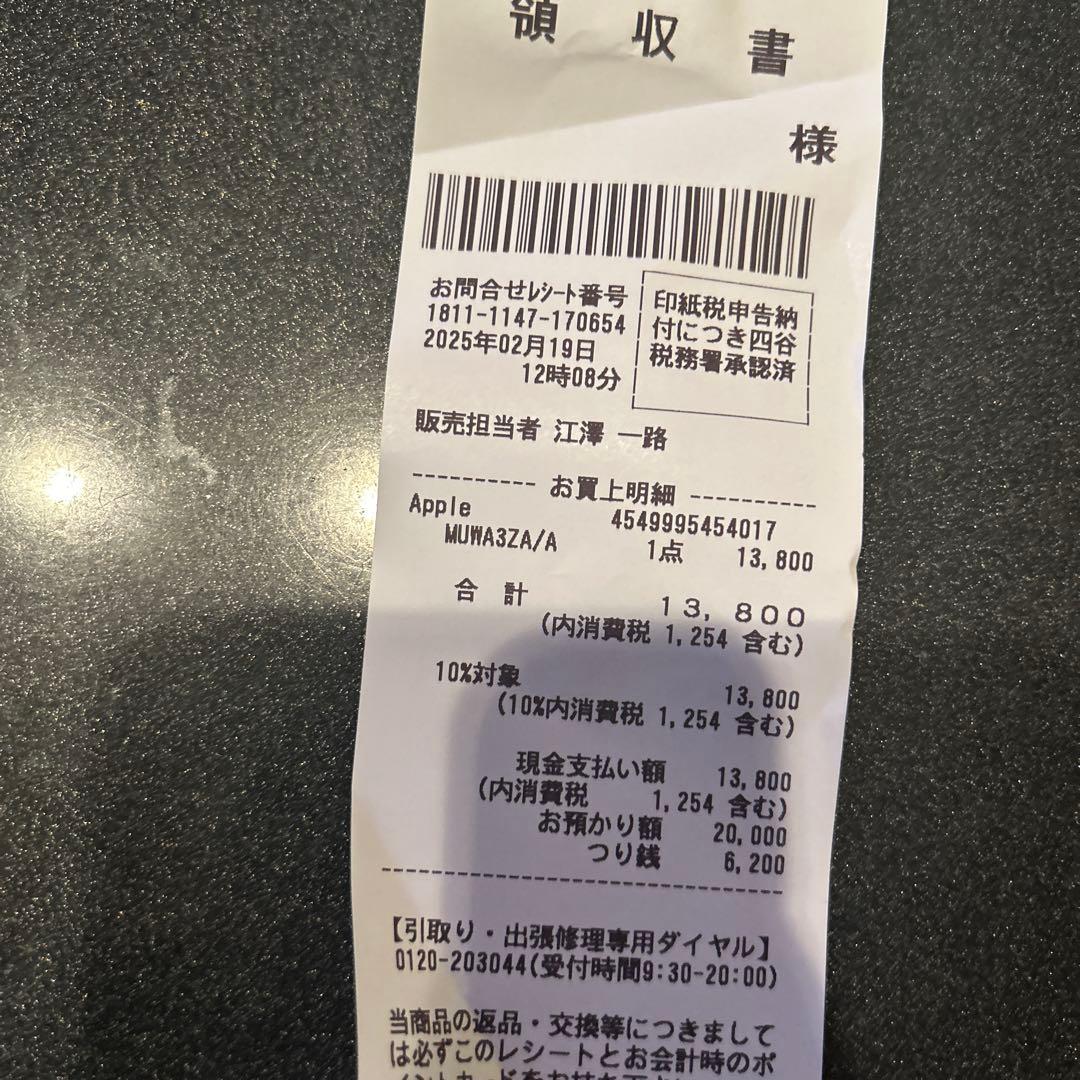 領収書
様
お問合せﾚｼｰﾄ番号
1811-1147-170654
2025年02月19日
12時08分
印紙税申告納
付につき四谷
税務署承認済
販売担当者 江澤 一路
---------- お買上明細 ----------
Apple 4549995454017
MUWA3ZA/A 1点 13,800
合 計 13,800
(内消費税 1,254 含む)
10%対象 13,800
(10%内消費税 1,254 含む)
現金支払い額 13,800
(内消費税 1,254 含む)
お預かり額 20,000
つり銭 6,200
【引取り・出張修理専用ダイヤル】
0120-203044(受付時間9:30-20:00)
当商品の返品・交換等につきまして
は必ずこのレシートとお会計時のポ